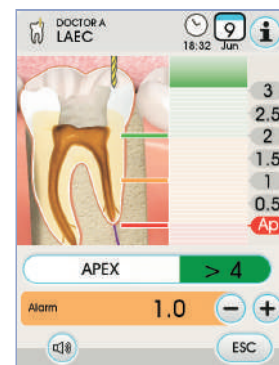 DOCTOR A
LAEC
18:32
9
Jun
i
3
2.5
2
1.5
1
0.5
Ap
APEX > 4
Alarm 1.0 − +
ESC